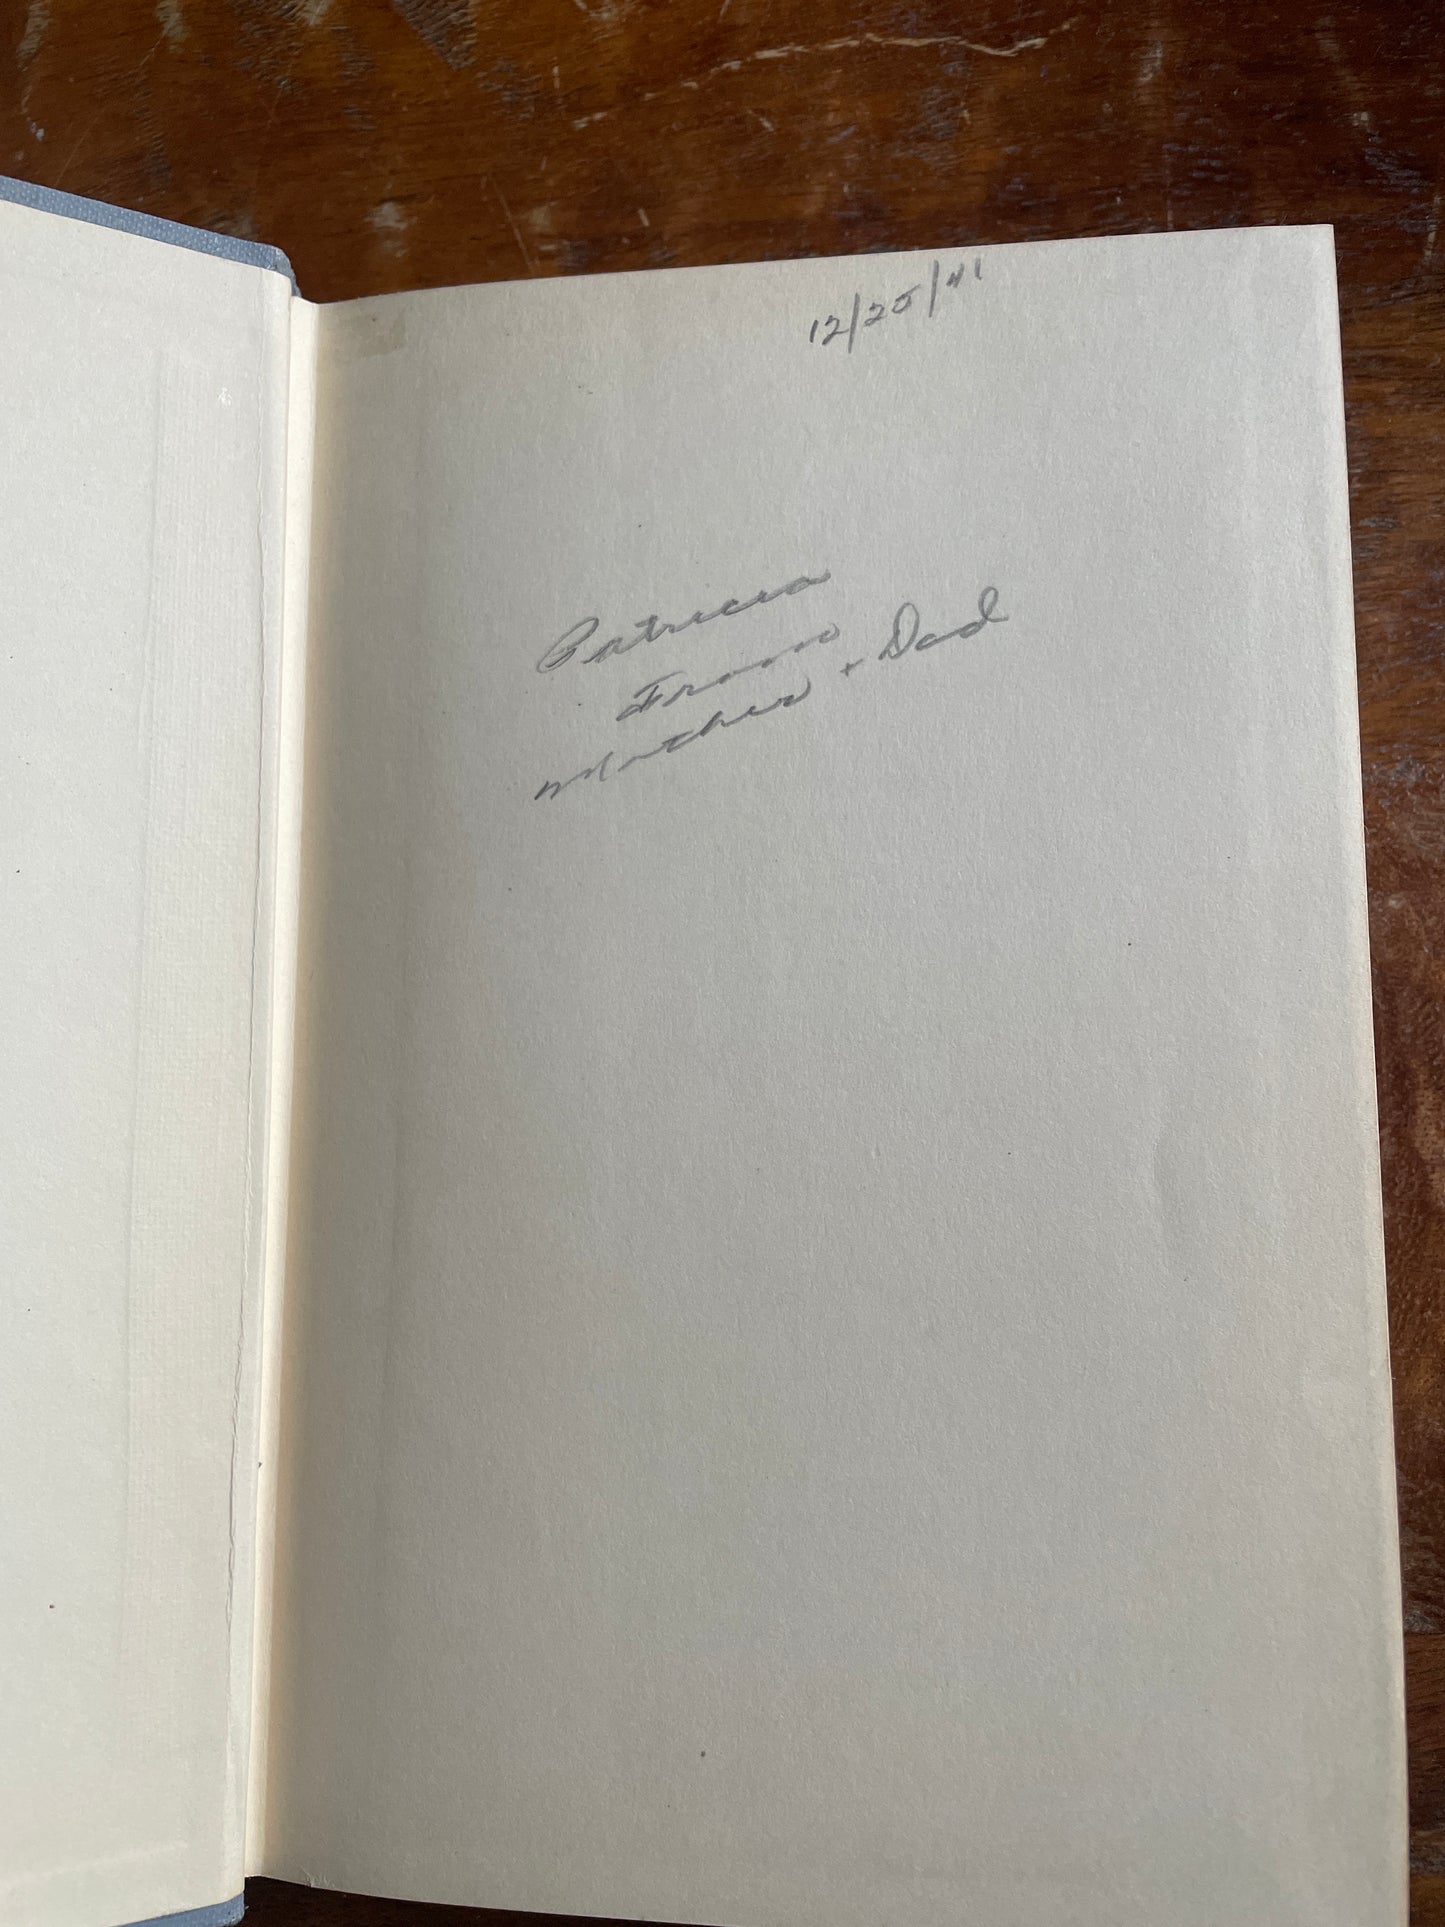 12/25/41
Patricia
From
Mother + Dad